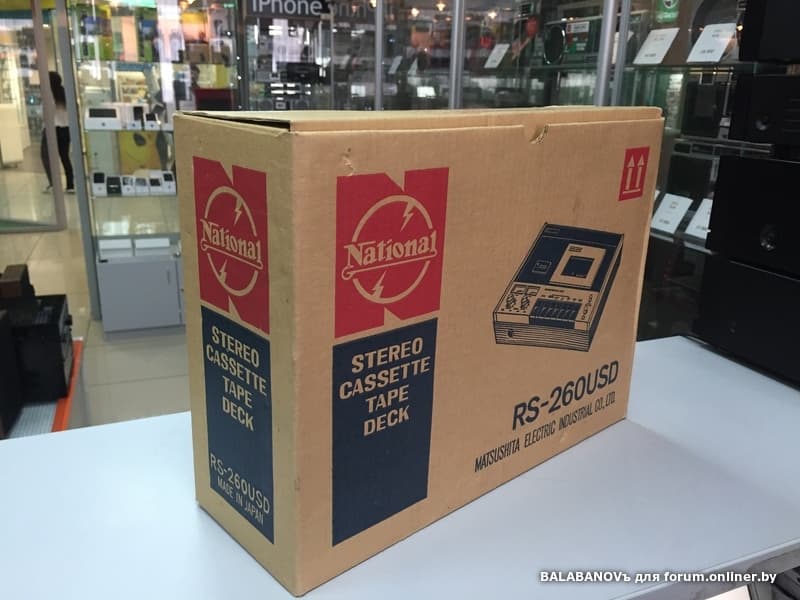 iPhone
National
STEREO
CASSETTE
TAPE
DECK
RS-260USD
MADE IN JAPAN
National
STEREO
CASSETTE
TAPE
DECK
RS-260USD
MATSUSHITA ELECTRIC INDUSTRIAL CO., LTD.
BALABANOVъ для forum.onliner.by